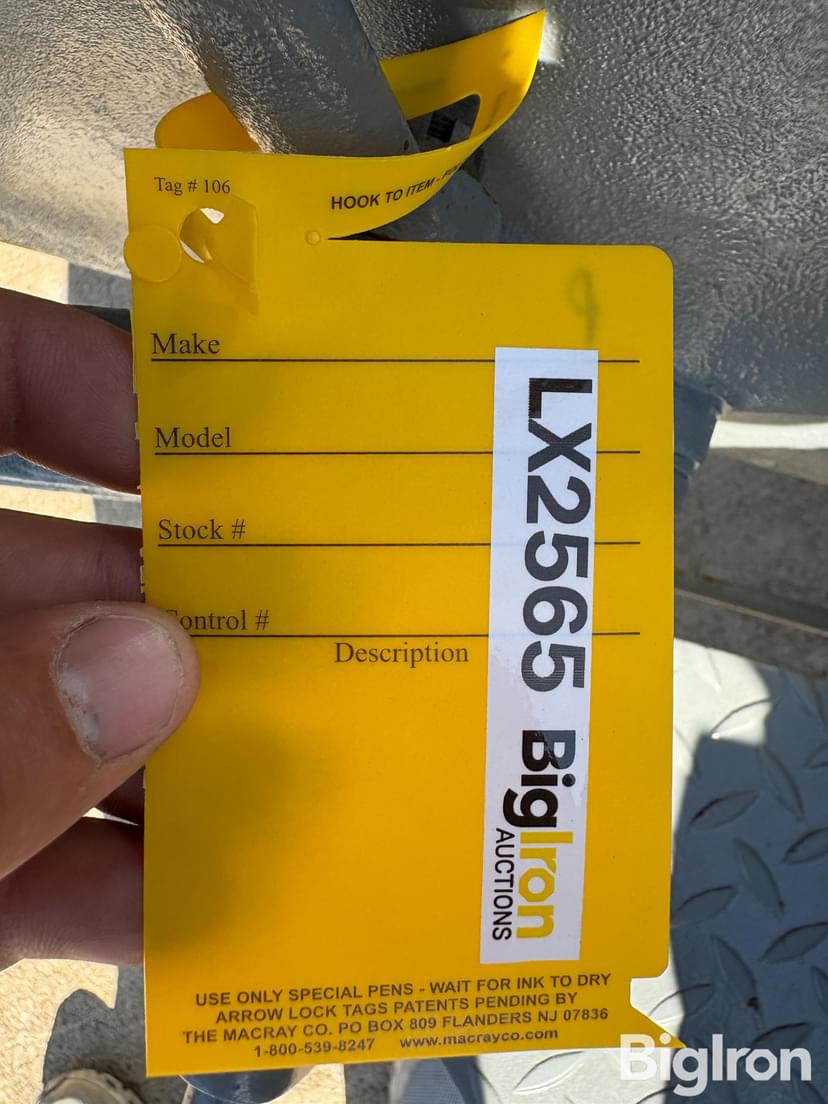 Tag # 106
HOOK TO ITEM -
9
Make
Model
Stock #
Control #
Description
LX2565 BigIron
AUCTIONS
USE ONLY SPECIAL PENS - WAIT FOR INK TO DRY
ARROW LOCK TAGS PATENTS PENDING BY
THE MACRAY CO. PO BOX 809 FLANDERS NJ 07836
1-800-539-8247 www.macrayco.com
BigIron